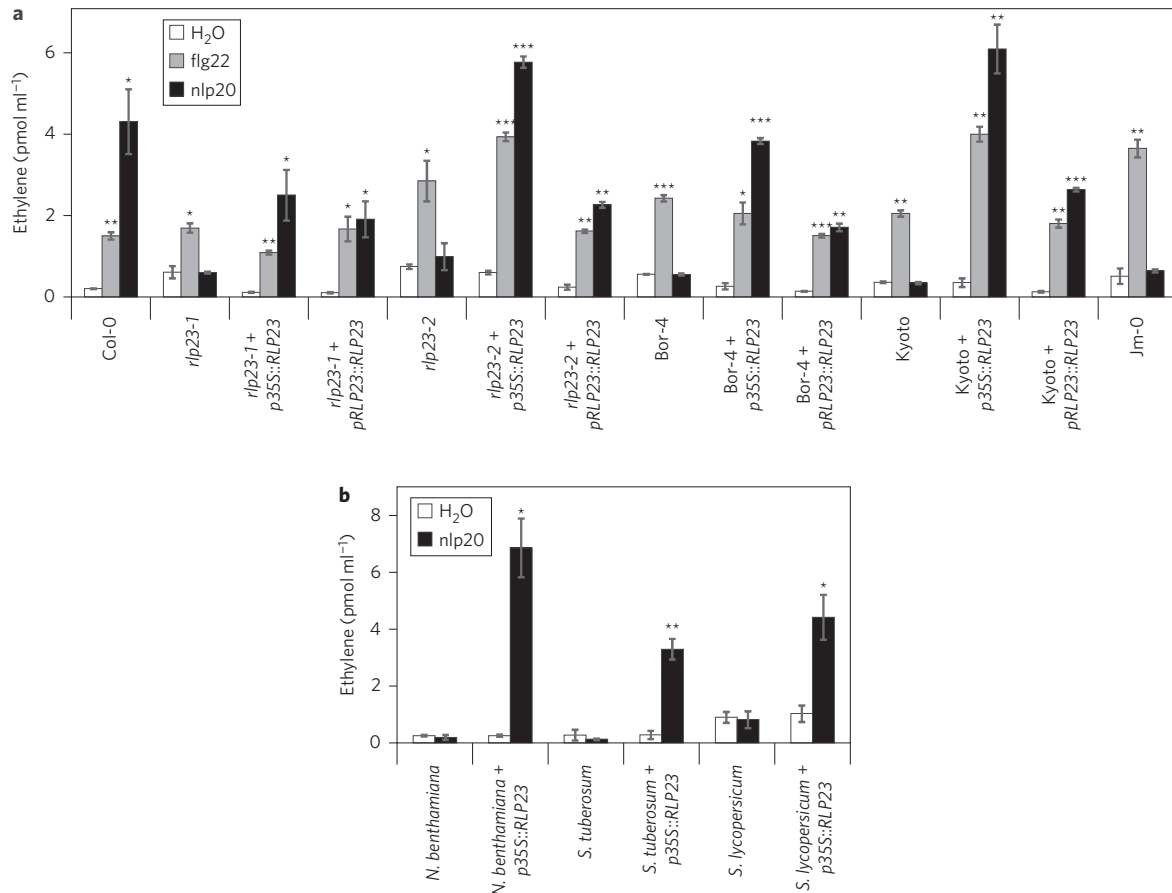 a
Ethylene (pmol ml⁻¹)
6
4
2
0
H₂O
flg22
nlp20
*
**
*
**
*
*
*
*
***
***
**
**
***
*
***
***
**
**
**
**
**
***
**
Col-0
rlp23-1
rlp23-1 +
p35S::RLP23
rlp23-1 +
pRLP23::RLP23
rlp23-2
rlp23-2 +
p35S::RLP23
rlp23-2 +
pRLP23::RLP23
Bor-4
Bor-4 +
p35S::RLP23
Bor-4 +
pRLP23::RLP23
Kyoto
Kyoto +
p35S::RLP23
Kyoto +
pRLP23::RLP23
Jm-0
b
Ethylene (pmol ml⁻¹)
8
6
4
2
0
H₂O
nlp20
*
**
*
N. benthamiana
N. benthamiana +
p35S::RLP23
S. tuberosum
S. tuberosum +
p35S::RLP23
S. lycopersicum
S. lycopersicum +
p35S::RLP23